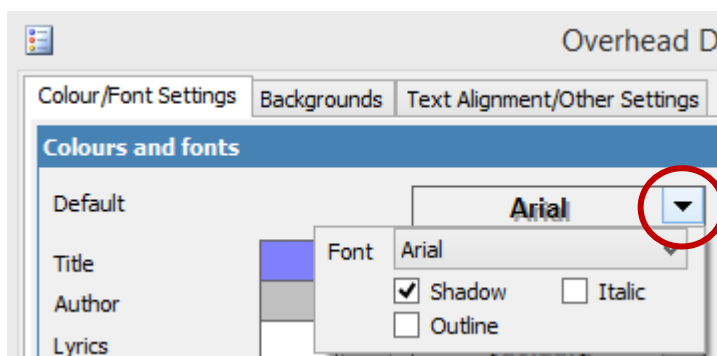 Overhead D
Colour/Font Settings Backgrounds Text Alignment/Other Settings
Colours and fonts
Default Arial
Font Arial
Title
Shadow Italic
Author
Outline
Lyrics